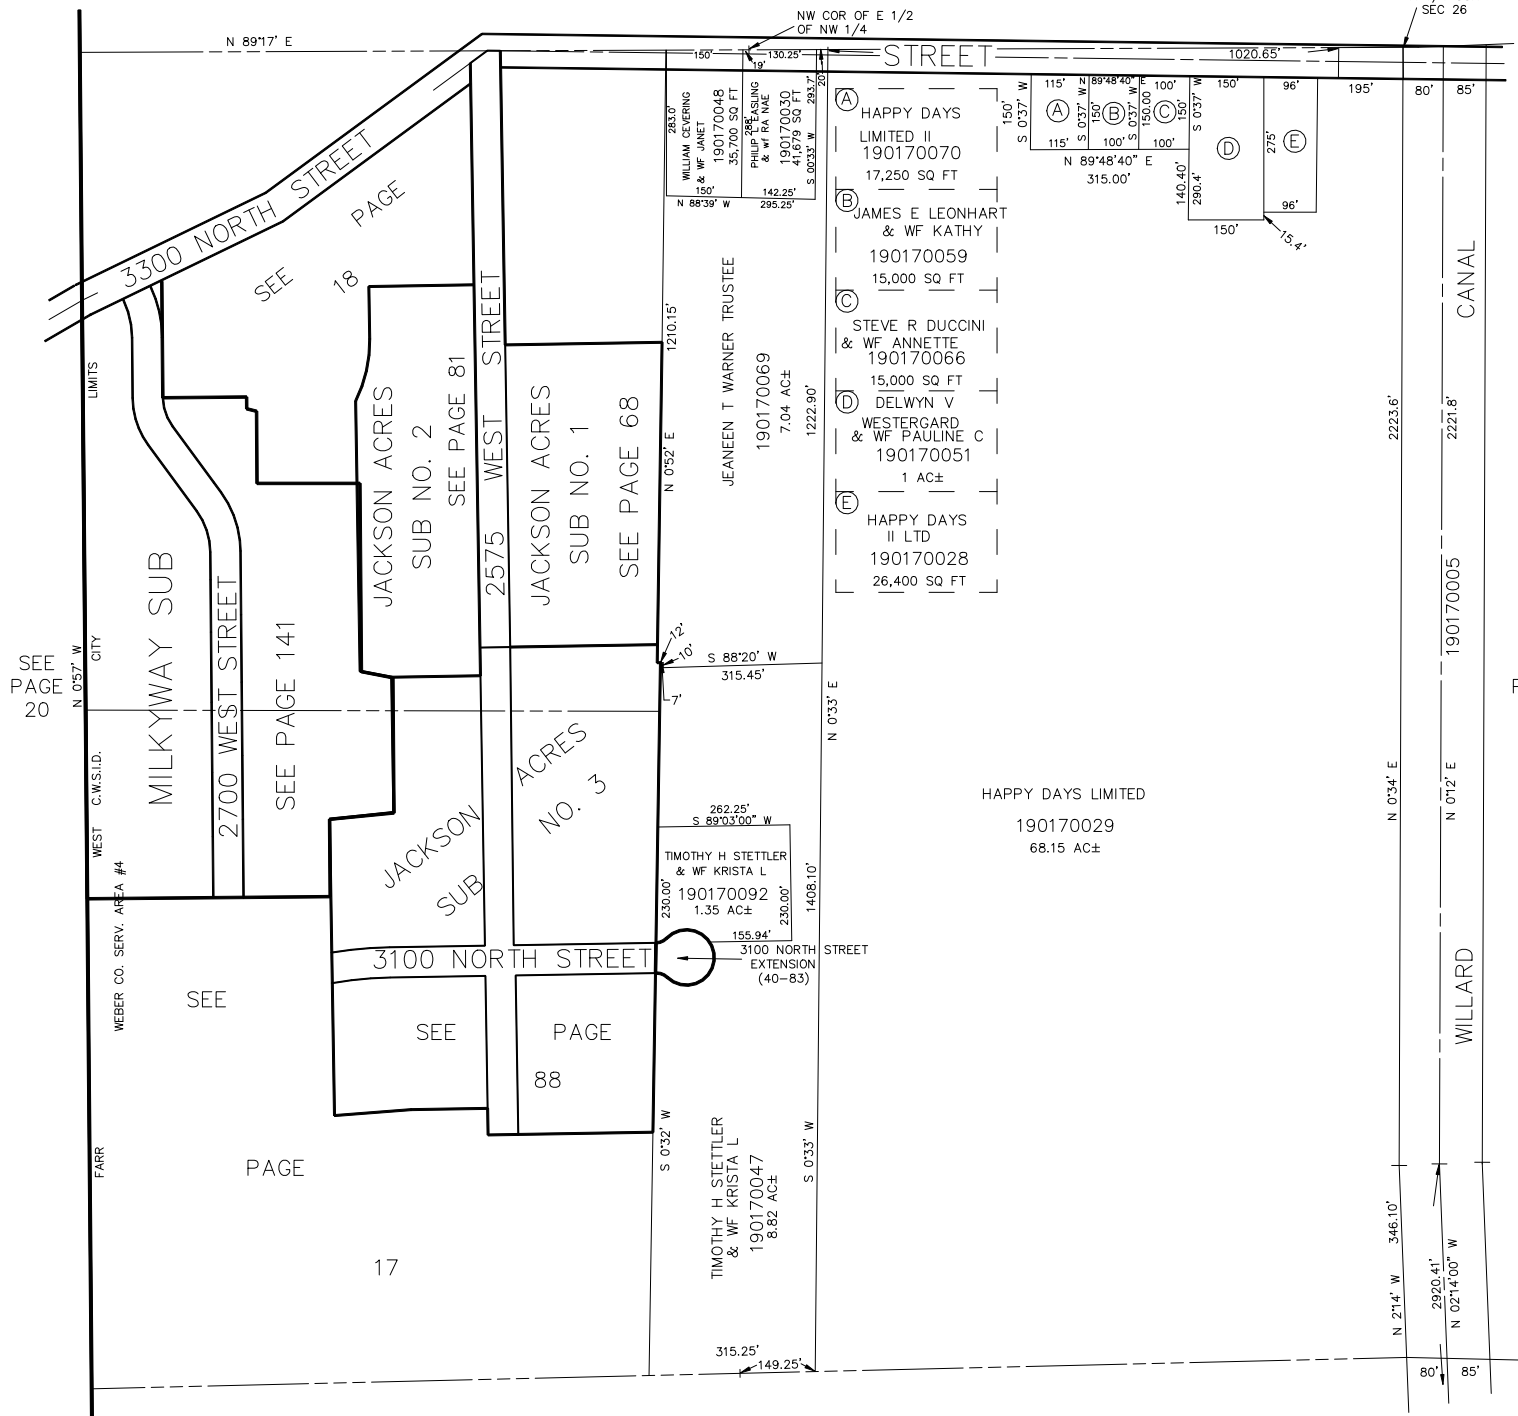 NW COR OF E 1/2
OF NW 1/4
SEC 26
N 89°17' E
STREET
1020.65'
150'
130.25'
19'
20'
3300 NORTH STREET
SEE
PAGE
18
WILLIAM CEVERING
& WF JANET
190170048
35,700 SQ FT
283.0'
288'
PHILIP J EASLING
& wf RA NAE
190170030
41,679 SQ FT
293.7'
S 00°33' W
150'
142.25'
N 88°39' W
295.25'
A
HAPPY DAYS
LIMITED II
190170070
17,250 SQ FT
B
JAMES E LEONHART
& WF KATHY
190170059
15,000 SQ FT
C
STEVE R DUCCINI
& WF ANNETTE
190170066
15,000 SQ FT
D
DELWYN V
WESTERGARD
& WF PAULINE C
190170051
1 AC±
E
HAPPY DAYS
II LTD
190170028
26,400 SQ FT
115'
N 89°48'40" E
100'
150'
96'
195'
80'
85'
150'
S 0°37' W
A
S 0°37' W
150'
B
S 0°37' W
150.00
C
150'
S 0°37' W
D
275'
E
115'
100'
100'
N 89°48'40" E
315.00'
140.40'
290.4'
150'
96'
15.4'
LIMITS
CITY
C.W.S.I.D.
WEST
FARR
WEBER CO. SERV. AREA #4
N 0°57' W
SEE
PAGE
20
MILKYWAY SUB
2700 WEST STREET
SEE PAGE 141
JACKSON ACRES
SUB NO. 2
SEE PAGE 81
2575 WEST STREET
JACKSON ACRES
SUB NO. 1
SEE PAGE 68
1210.15'
N 0°52' E
JEANEEN T WARNER TRUSTEE
190170069
7.04 AC±
1222.90'
12'
10'
7'
S 88°20' W
315.45'
N 0°33' E
JACKSON ACRES
SUB NO. 3
262.25'
S 89°03'00" W
TIMOTHY H STETTLER
& WF KRISTA L
190170092
1.35 AC±
230.00'
230.00'
155.94'
1408.10'
3100 NORTH STREET
3100 NORTH STREET
EXTENSION
(40-83)
HAPPY DAYS LIMITED
190170029
68.15 AC±
2223.6'
2221.8'
N 0°34' E
N 0°12' E
190170005
WILLARD CANAL
SEE
PAGE
17
SEE PAGE
88
S 0°32' W
TIMOTHY H STETTLER
& WF KRISTA L
190170047
8.82 AC±
S 0°33' W
315.25'
149.25'
346.10'
N 2°14' W
2920.41'
N 02°14'00" W
80'
85'